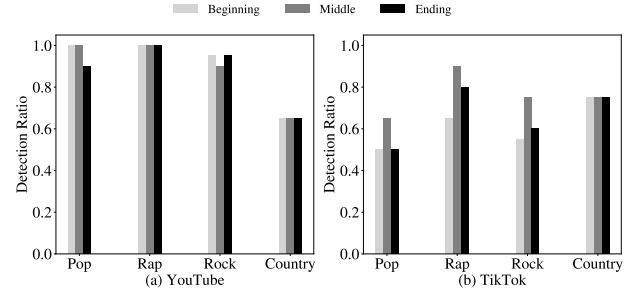 Beginning Middle Ending
Detection Ratio
1.0
0.8
0.6
0.4
0.2
0.0
Pop Rap Rock Country
(a) YouTube
Detection Ratio
1.0
0.8
0.6
0.4
0.2
0.0
Pop Rap Rock Country
(b) TikTok